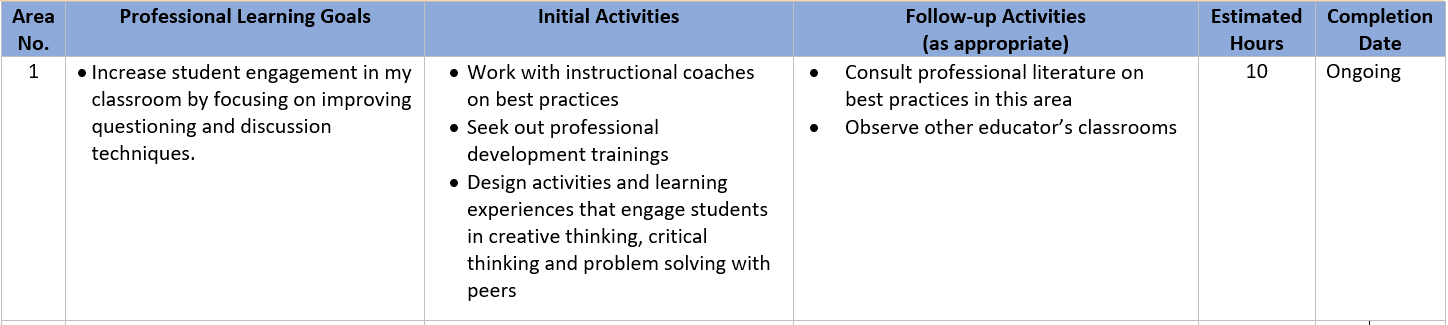 Area No.
Professional Learning Goals
Initial Activities
Follow-up Activities
(as appropriate)
Estimated Hours
Completion Date
1
• Increase student engagement in my
classroom by focusing on improving
questioning and discussion
techniques.
• Work with instructional coaches
on best practices
• Seek out professional
development trainings
• Design activities and learning
experiences that engage students
in creative thinking, critical
thinking and problem solving with
peers
• Consult professional literature on
best practices in this area
• Observe other educator’s classrooms
10
Ongoing